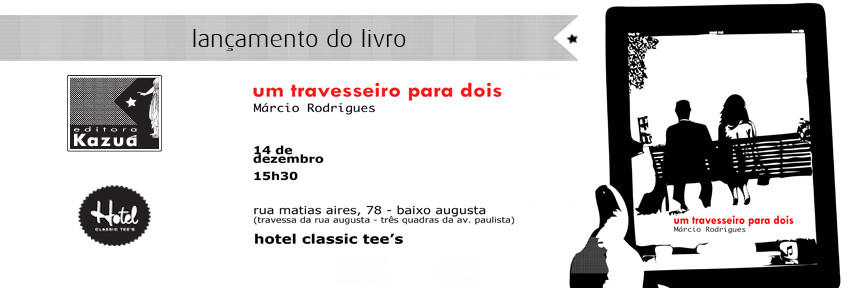 lançamento do livro
editora
Kazuá
um travesseiro para dois
Márcio Rodrigues
14 de
dezembro
15h30
Hotel
CLASSIC TEE'S
rua matias aires, 78 - baixo augusta
(travessa da rua augusta - três quadras da av. paulista)
hotel classic tee's
um travesseiro para dois
Márcio Rodrigues